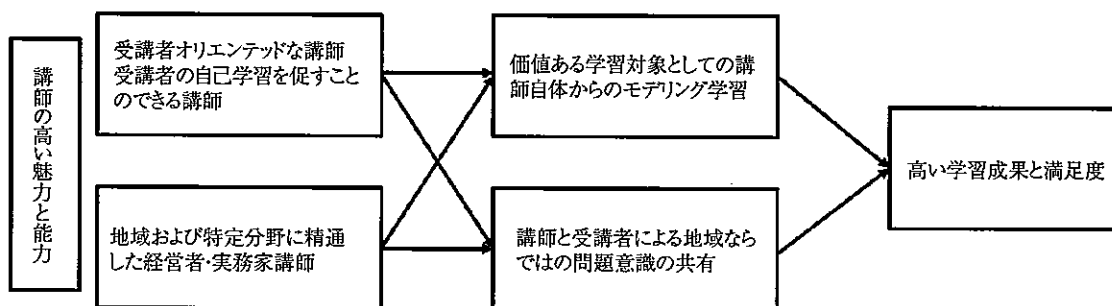 講師の高い魅力と能力
受講者オリエンテッドな講師
受講者の自己学習を促すこと
のできる講師
価値ある学習対象としての講
師自体からのモデリング学習
高い学習成果と満足度
地域および特定分野に精通
した経営者・実務家講師
講師と受講者による地域なら
ではの問題意識の共有